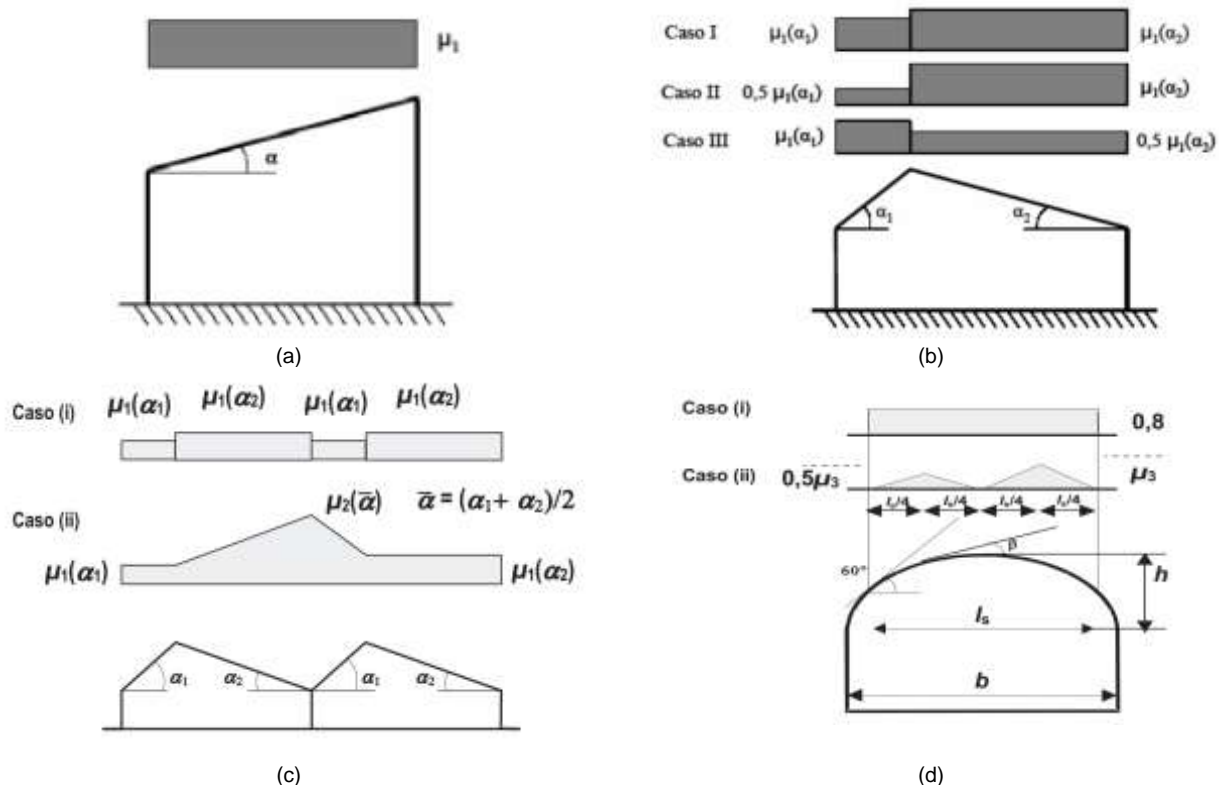 μ₁
α
(a)
Caso I μ₁(α₁) μ₁(α₂)
Caso II 0,5 μ₁(α₁) μ₁(α₂)
Caso III μ₁(α₁) 0,5 μ₁(α₂)
α₁ α₂
(b)
Caso (i) μ₁(α₁) μ₁(α₂) μ₁(α₁) μ₁(α₂)
Caso (ii) μ₂(ᾱ) ᾱ = (α₁+ α₂)/2
μ₁(α₁) μ₁(α₂)
α₁ α₂ α₁ α₂
(c)
Caso (i) 0,8
Caso (ii) 0,5μ₃ μ₃
lₛ/4 lₛ/4 lₛ/4 lₛ/4
β
60°
h
lₛ
b
(d)